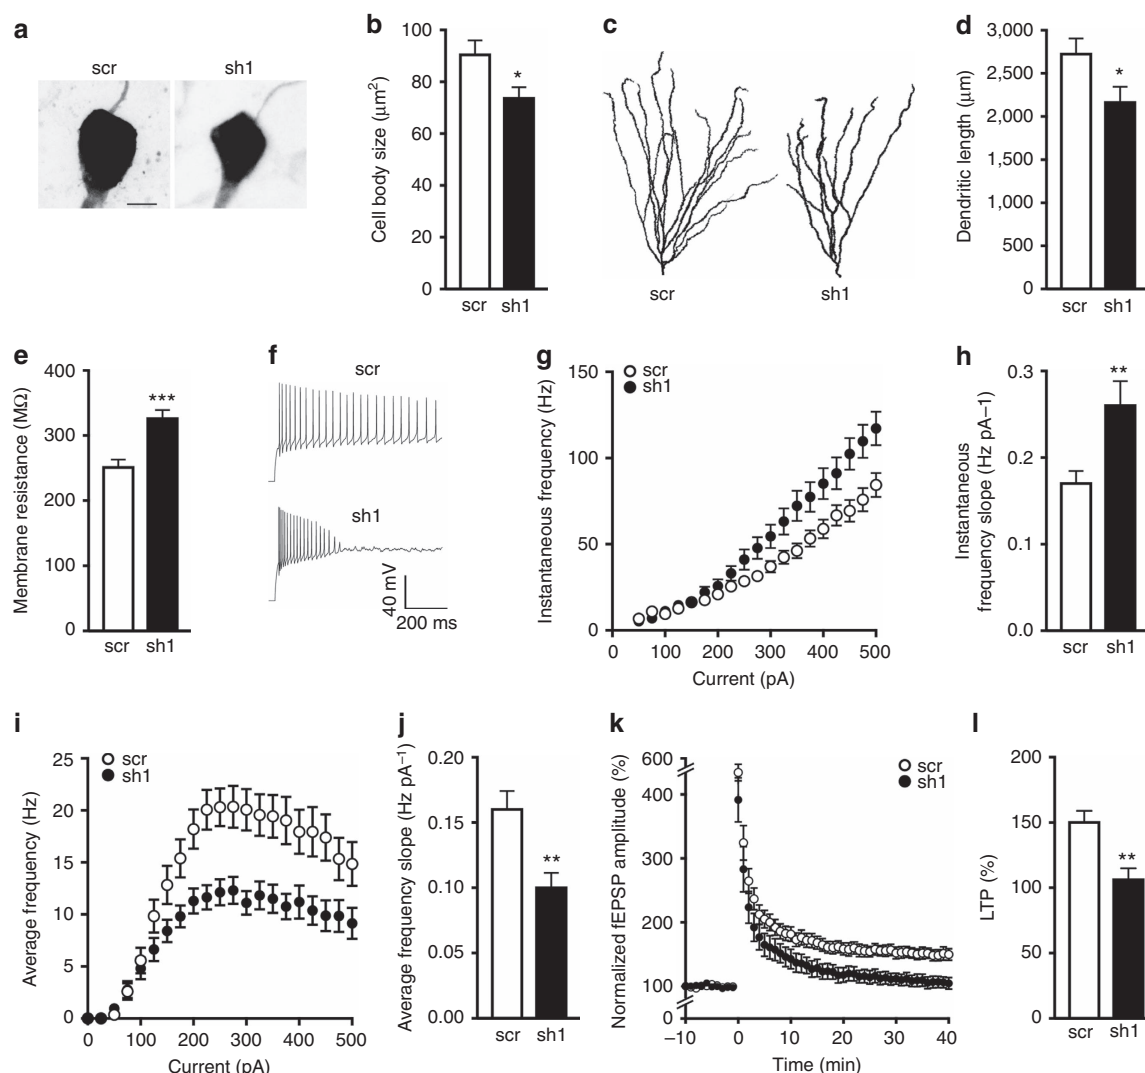 a
scr sh1
b
Cell body size (μm²)
100
80
60
40
20
0
*
scr sh1
c
scr sh1
d
Dendritic length (μm)
3,000
2,500
2,000
1,500
1,000
500
0
*
scr sh1
e
Membrane resistance (MΩ)
400
300
200
100
0
***
scr sh1
f
scr
sh1
40 mV
200 ms
g
scr
sh1
Instantaneous frequency (Hz)
150
100
50
0
0 100 200 300 400 500
Current (pA)
h
Instantaneous
frequency slope (Hz pA–1)
0.3
0.2
0.1
0.0
**
scr sh1
i
scr
sh1
Average frequency (Hz)
25
20
15
10
5
0
0 100 200 300 400 500
Current (pA)
j
Average frequency slope (Hz pA⁻¹)
0.20
0.15
0.10
0.05
0.00
**
scr sh1
k
scr
sh1
Normalized fEPSP amplitude (%)
600
400
300
200
100
0
–10 0 10 20 30 40
Time (min)
l
LTP (%)
200
150
100
50
0
**
scr sh1